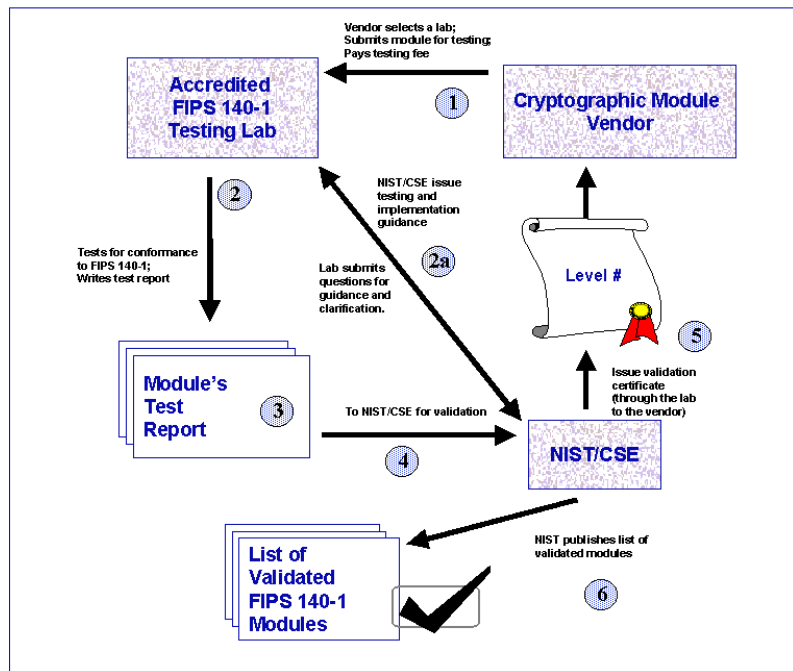 Vendor selects a lab;
Submits module for testing;
Pays testing fee
Accredited
FIPS 140-1
Testing Lab
1
Cryptographic Module
Vendor
2
NIST/CSE issue
testing and
implementation
guidance
2a
Tests for conformance
to FIPS 140-1;
Writes test report
Lab submits
questions for
guidance and
clarification.
Level #
5
Issue validation
certificate
(through the lab
to the vendor)
Module's
Test
Report
3
To NIST/CSE for validation
4
NIST/CSE
List of
Validated
FIPS 140-1
Modules
NIST publishes list of
validated modules
6